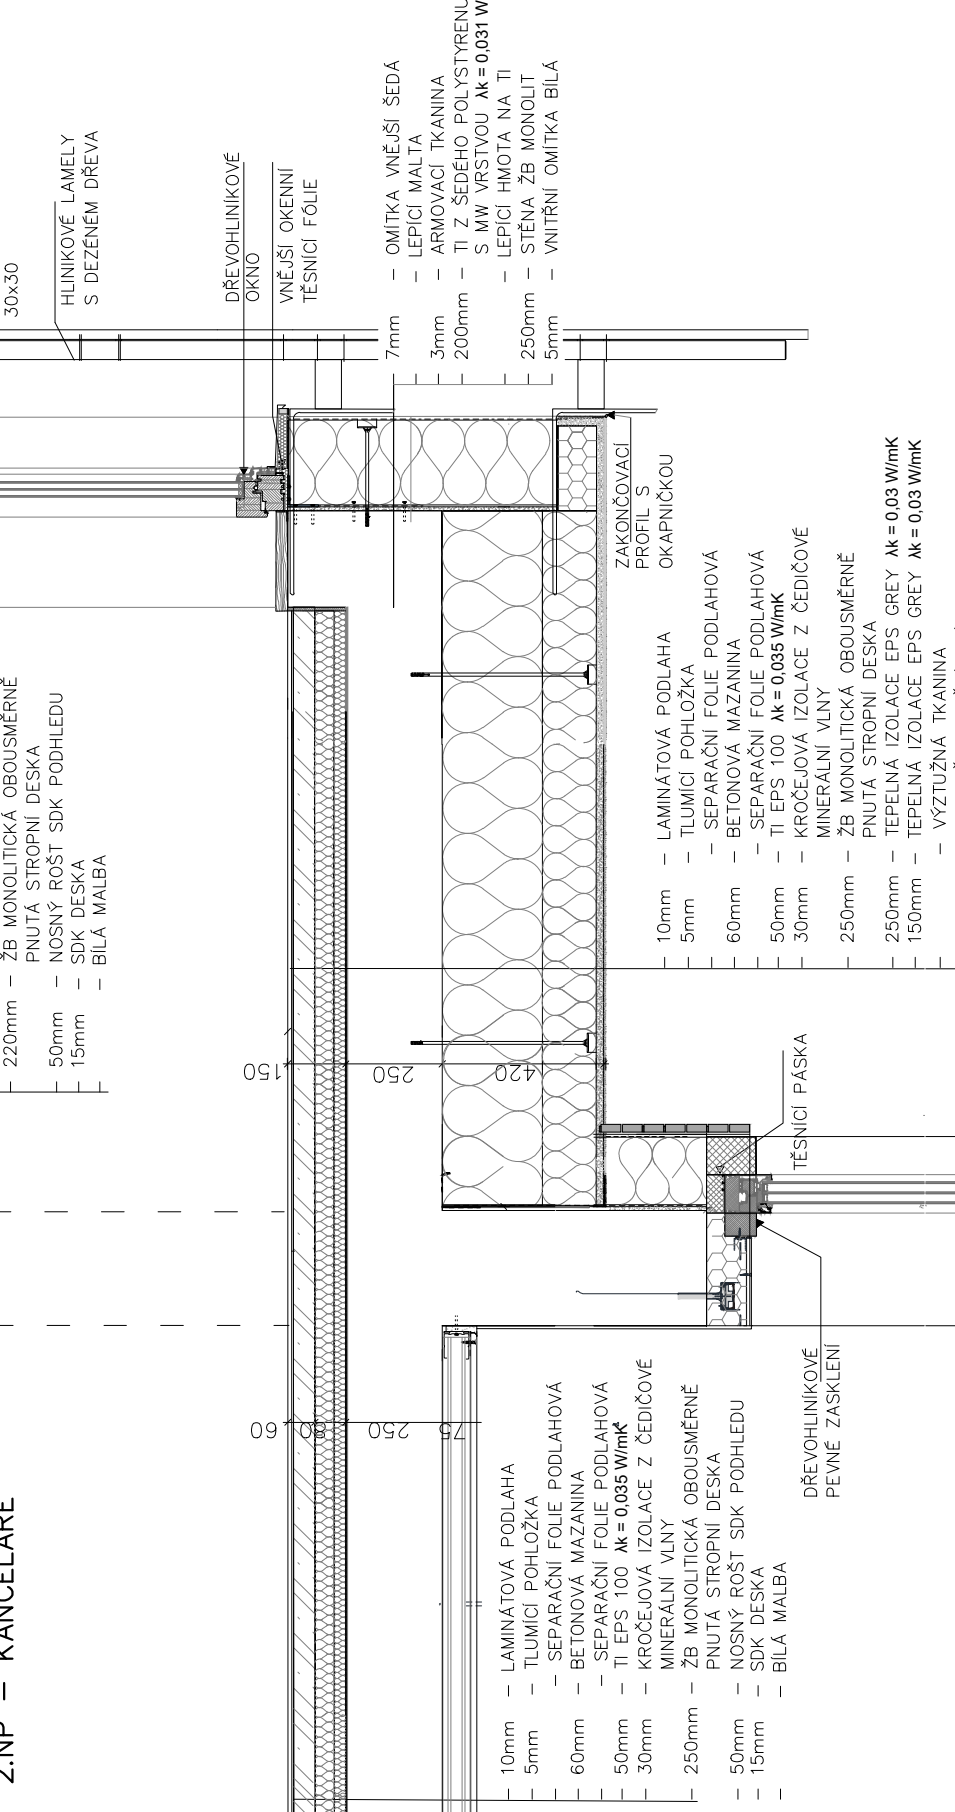 30x30
HLINIKOVÉ LAMELY
S DEZÉNEM DŘEVA
DŘEVOHLINÍKOVÉ
OKNO
VNĚJŠÍ OKENNÍ
TĚSNÍCÍ FÓLIE
7mm – OMÍTKA VNĚJŠÍ ŠEDÁ
– LEPÍCÍ MALTA
3mm – ARMOVACÍ TKANINA
200mm – TI Z ŠEDÉHO POLYSTYRENU
S MW VRSTVOU λk = 0,031 W
– LEPÍCÍ HMOTA NA TI
250mm – STĚNA ŽB MONOLIT
5mm – VNITŘNÍ OMÍTKA BÍLÁ
ZAKONČOVACÍ
PROFIL S
OKAPNIČKOU
220mm – ŽB MONOLITICKÁ OBOUSMĚRNĚ
PNUTÁ STROPNÍ DESKA
50mm – NOSNÝ ROŠT SDK PODHLEDU
15mm – SDK DESKA
– BÍLÁ MALBA
10mm – LAMINÁTOVÁ PODLAHA
5mm – TLUMÍCÍ POHLOŽKA
– SEPARAČNÍ FOLIE PODLAHOVÁ
60mm – BETONOVÁ MAZANINA
– SEPARAČNÍ FOLIE PODLAHOVÁ
50mm – TI EPS 100 λk = 0,035 W/mK
30mm – KROČEJOVÁ IZOLACE Z ČEDIČOVÉ
MINERÁLNÍ VLNY
250mm – ŽB MONOLITICKÁ OBOUSMĚRNĚ
PNUTÁ STROPNÍ DESKA
250mm – TEPELNÁ IZOLACE EPS GREY λk = 0,03 W/mK
150mm – TEPELNÁ IZOLACE EPS GREY λk = 0,03 W/mK
– VÝZTUŽNÁ TKANINA
150
250
420
TĚSNÍCÍ PÁSKA
60
80
250
75
DŘEVOHLINÍKOVÉ
PEVNÉ ZASKLENÍ
2.NP – KANCELÁŘE
10mm – LAMINÁTOVÁ PODLAHA
5mm – TLUMÍCÍ POHLOŽKA
– SEPARAČNÍ FOLIE PODLAHOVÁ
60mm – BETONOVÁ MAZANINA
– SEPARAČNÍ FOLIE PODLAHOVÁ
50mm – TI EPS 100 λk = 0,035 W/mK
30mm – KROČEJOVÁ IZOLACE Z ČEDIČOVÉ
MINERÁLNÍ VLNY
250mm – ŽB MONOLITICKÁ OBOUSMĚRNĚ
PNUTÁ STROPNÍ DESKA
50mm – NOSNÝ ROŠT SDK PODHLEDU
15mm – SDK DESKA
– BÍLÁ MALBA